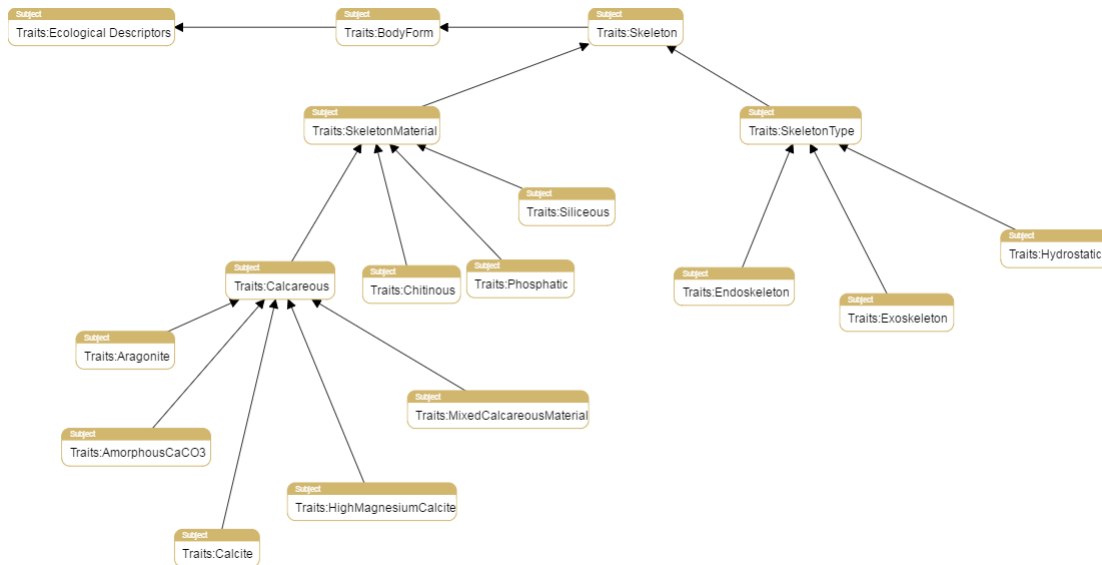 Subject
Traits:Ecological Descriptors
Subject
Traits:BodyForm
Subject
Traits:Skeleton
Subject
Traits:SkeletonMaterial
Subject
Traits:SkeletonType
Subject
Traits:Siliceous
Subject
Traits:Hydrostatic
Subject
Traits:Calcareous
Subject
Traits:Chitinous
Subject
Traits:Phosphatic
Subject
Traits:Endoskeleton
Subject
Traits:Exoskeleton
Subject
Traits:Aragonite
Subject
Traits:MixedCalcareousMaterial
Subject
Traits:AmorphousCaCO3
Subject
Traits:HighMagnesiumCalcite
Subject
Traits:Calcite